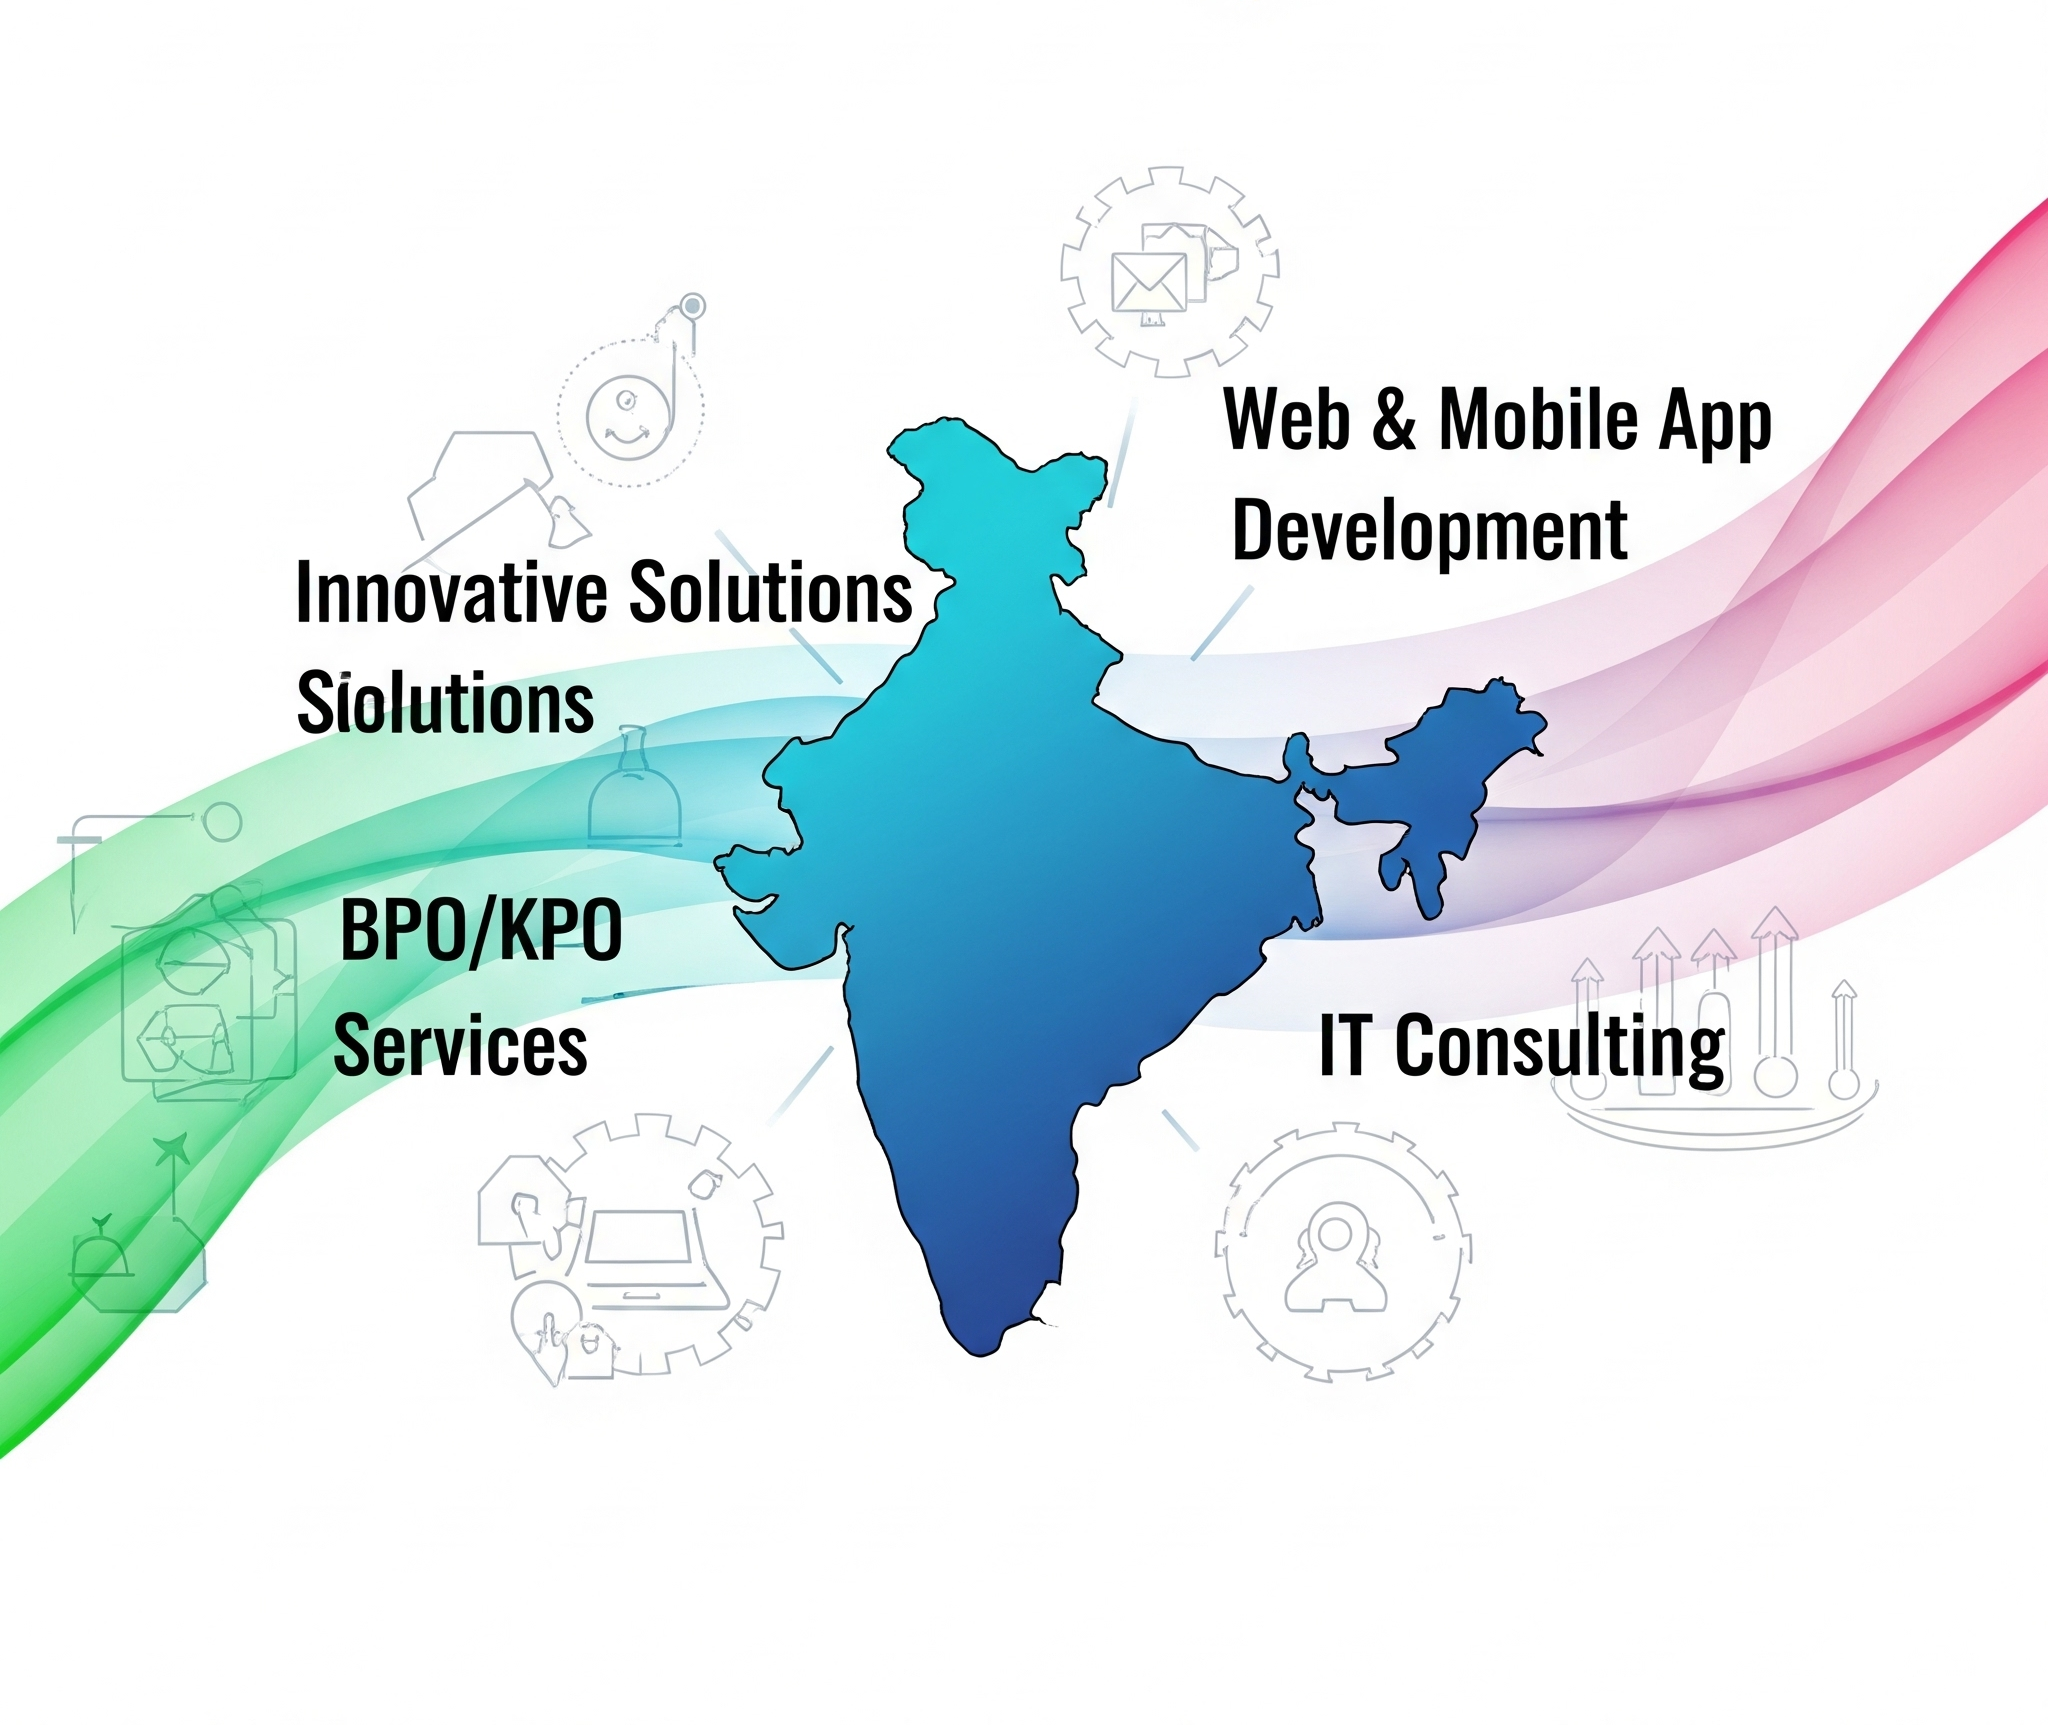 Web & Mobile App
Development
Innovative Solutions
Siolutions
BPO/KPO
Services
IT Consulting